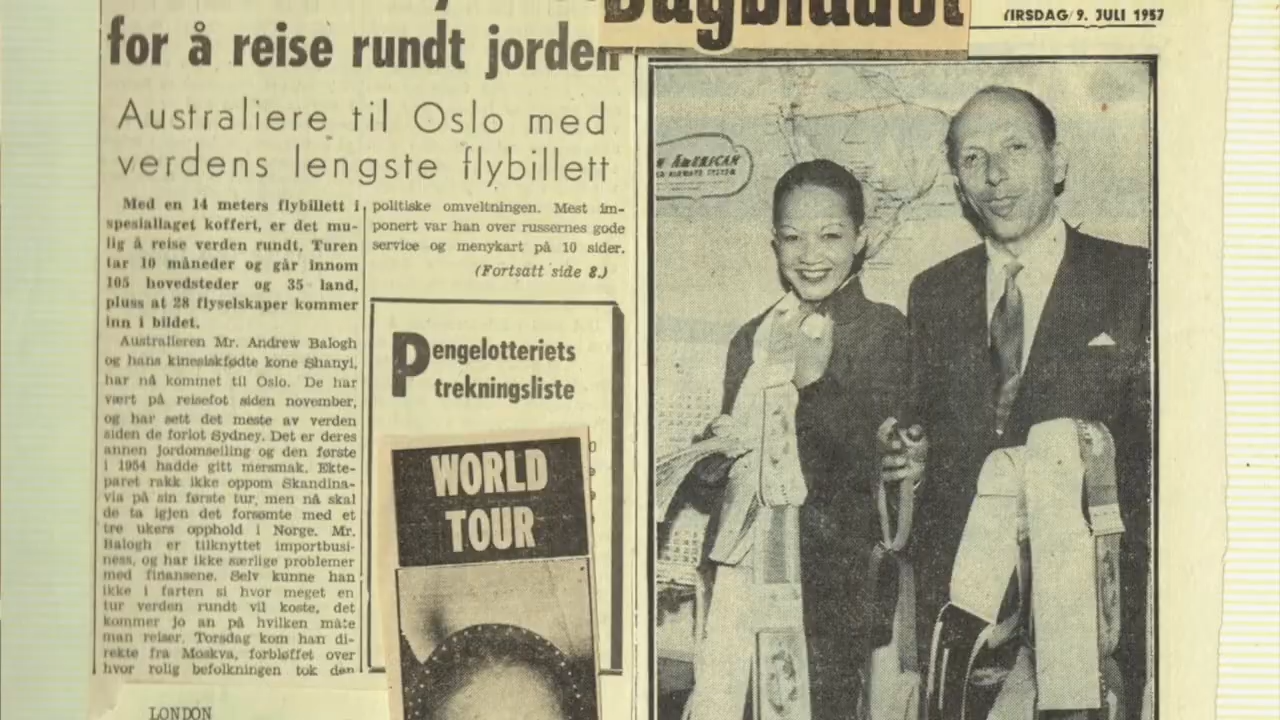 for å reise rundt jorden
Australiere til Oslo med
verdens lengste flybillett
Med en 14 meters flybillett i
spesiallaget koffert, er det mu-
lig å reise verden rundt. Turen
tar 10 måneder og går innom
105 hovedsteder og 35 land,
pluss at 28 flyselskaper kommer
inn i bildet.
Australieren Mr. Andrew Balogh
og hans kinesiskfødte kone Shanyi,
har nå kommet til Oslo. De har
vært på reisefot siden november,
og har sett det meste av verden
siden de forlot Sydney. Det er deres
annen jordomseiling og den første
i 1954 hadde gitt mersmak. Ekte-
paret rakk ikke oppom Skandina-
via på sin første tur, men nå skal
de ta igjen det forsømte med et
tre ukers opphold i Norge. Mr.
Balogh er tilknyttet importbusi-
ness, og har ikke særlige problemer
med finansene. Selv kunne han
ikke i farten si hvor meget en
tur verden rundt vil koste, det
kommer jo an på hvilken måte
man reiser. Torsdag kom han di-
rekte fra Moskva, forbløffet over
hvor rolig befolkningen tok den
politiske omveltningen. Mest im-
ponert var han over russernes gode
service og menykart på 10 sider.
(Fortsatt side 8.)
Pengelotteriets
trekningsliste
WORLD
TOUR
LONDON
Dagbladet
TIRSDAG 9. JULI 1957
AMERICAN
AIRWAYS SYSTEM